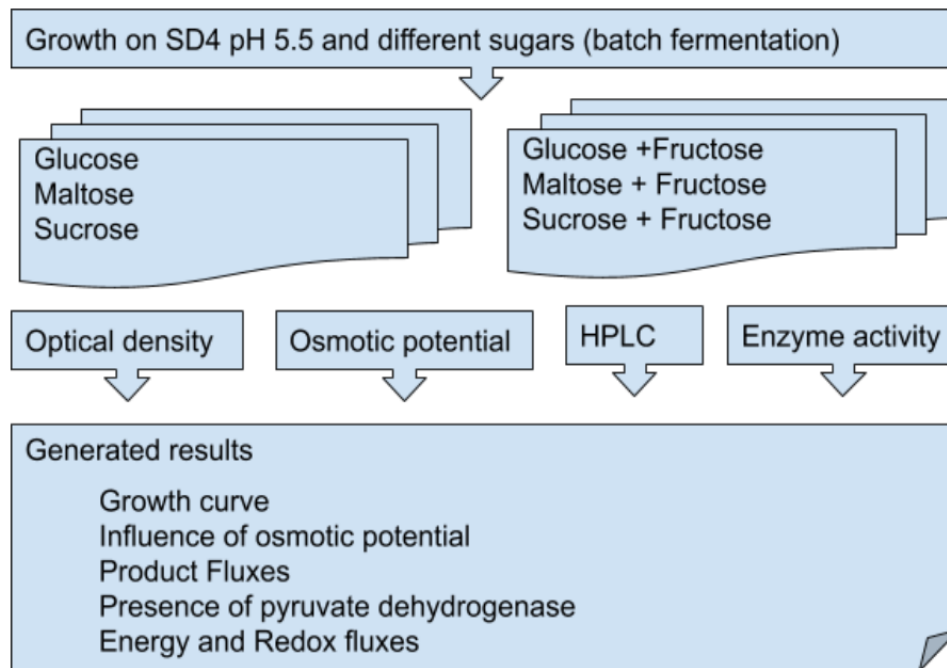 Growth on SD4 pH 5.5 and different sugars (batch fermentation)
Glucose
Maltose
Sucrose
Glucose +Fructose
Maltose + Fructose
Sucrose + Fructose
Optical density
Osmotic potential
HPLC
Enzyme activity
Generated results
Growth curve
Influence of osmotic potential
Product Fluxes
Presence of pyruvate dehydrogenase
Energy and Redox fluxes